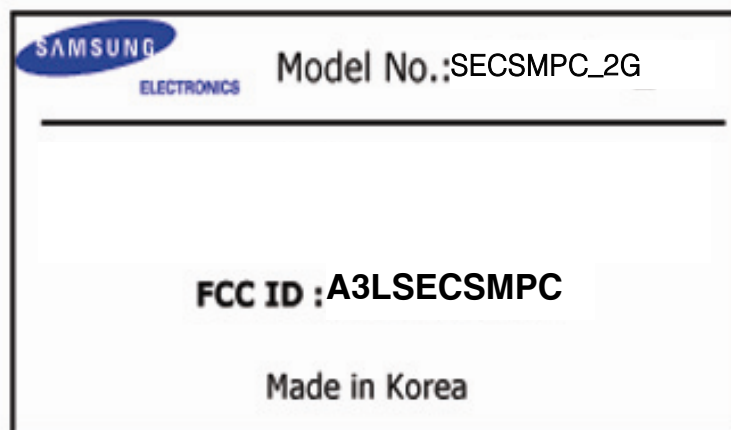 SAMSUNG
ELECTRONICS
Model No.:SECSMPC_2G
FCC ID :A3LSECSMPC
Made in Korea